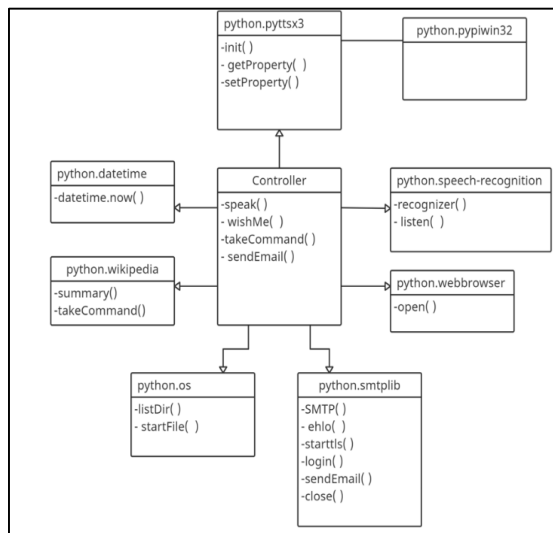 python.pyttsx3
-init( )
- getProperty(  )
-setProperty( )
python.pypiwin32
python.datetime
-datetime.now( )
Controller
-speak( )
- wishMe(  )
-takeCommand( )
- sendEmail( )
python.speech-recognition
-recognizer( )
- listen( )
python.wikipedia
-summary()
-takeCommand()
python.webbrowser
-open( )
python.os
-listDir( )
- startFile(  )
python.smtplib
-SMTP( )
- ehlo( )
-starttls( )
-login( )
-sendEmail( )
-close( )